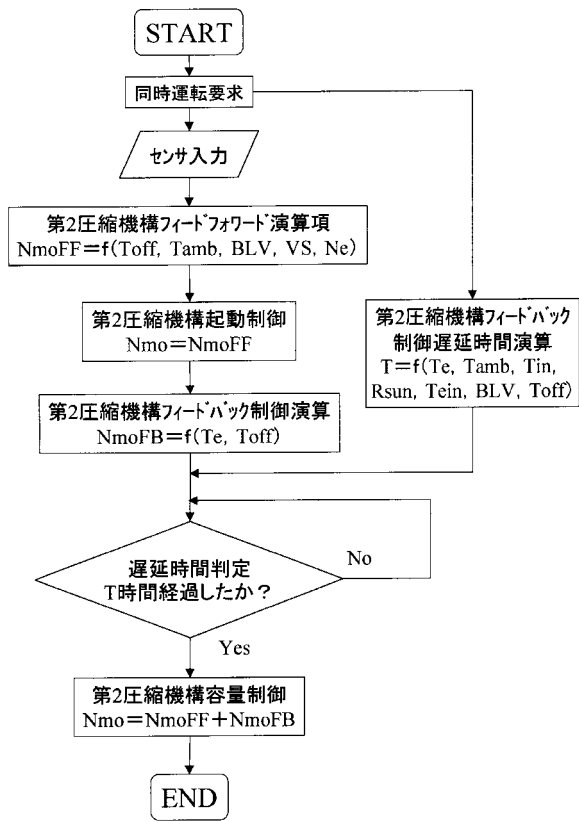 START
同時運転要求
センサ入力
第2圧縮機構フィードフォワード演算項
NmoFF=f(Toff, Tamb, BLV, VS, Ne)
第2圧縮機構起動制御
Nmo=NmoFF
第2圧縮機構フィードバック制御演算
NmoFB=f(Te, Toff)
第2圧縮機構フィードバック
制御遅延時間演算
T=f(Te, Tamb, Tin,
Rsun, Tein, BLV, Toff)
遅延時間判定
T時間経過したか？
No
Yes
第2圧縮機構容量制御
Nmo=NmoFF+NmoFB
END